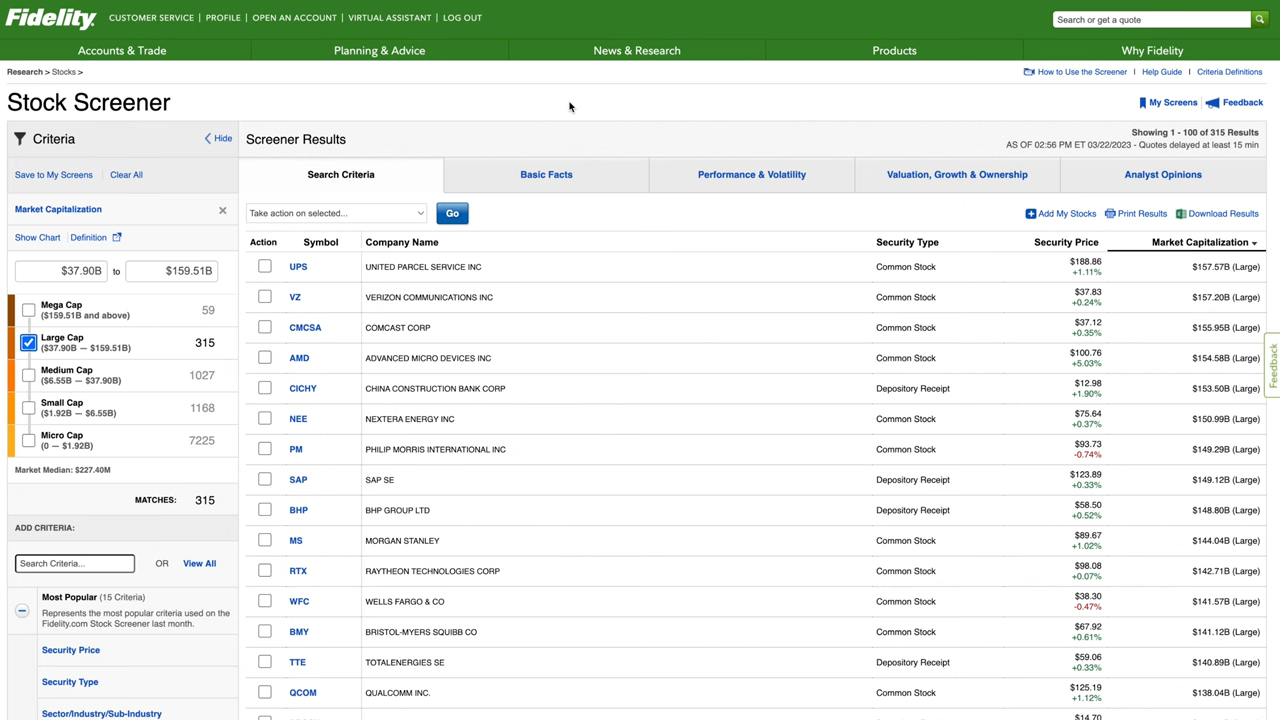 Fidelity
CUSTOMER SERVICE | PROFILE | OPEN AN ACCOUNT | VIRTUAL ASSISTANT | LOG OUT
Search or get a quote
Accounts & Trade
Planning & Advice
News & Research
Products
Why Fidelity
Research > Stocks >
How to Use the Screener | Help Guide | Criteria Definitions
Stock Screener
My Screens
Feedback
Criteria
Hide
Save to My Screens
Clear All
Market Capitalization
Show Chart
Definition
$37.90B to $159.51B
Mega Cap
($159.51B and above)
59
Large Cap
($37.90B — $159.51B)
315
Medium Cap
($6.55B — $37.90B)
1027
Small Cap
($1.92B — $6.55B)
1168
Micro Cap
(0 — $1.92B)
7225
Market Median: $227.40M
MATCHES: 315
ADD CRITERIA:
Search Criteria...
OR
View All
Most Popular (15 Criteria)
Represents the most popular criteria used on the
Fidelity.com Stock Screener last month.
Security Price
Security Type
Sector/Industry/Sub-Industry
Screener Results
Showing 1 - 100 of 315 Results
AS OF 02:56 PM ET 03/22/2023 - Quotes delayed at least 15 min
Search Criteria
Basic Facts
Performance & Volatility
Valuation, Growth & Ownership
Analyst Opinions
Take action on selected...
Go
Add My Stocks
Print Results
Download Results
Action Symbol Company Name Security Type Security Price Market Capitalization
UPS UNITED PARCEL SERVICE INC Common Stock $188.86 $157.57B (Large)
+1.11%
VZ VERIZON COMMUNICATIONS INC Common Stock $37.83 $157.20B (Large)
+0.24%
CMCSA COMCAST CORP Common Stock $37.12 $155.95B (Large)
+0.35%
AMD ADVANCED MICRO DEVICES INC Common Stock $100.76 $154.58B (Large)
+5.03%
CICHY CHINA CONSTRUCTION BANK CORP Depository Receipt $12.98 $153.50B (Large)
+1.90%
NEE NEXTERA ENERGY INC Common Stock $75.64 $150.99B (Large)
+0.37%
PM PHILIP MORRIS INTERNATIONAL INC Common Stock $93.73 $149.29B (Large)
-0.74%
SAP SAP SE Depository Receipt $123.89 $149.12B (Large)
+0.33%
BHP BHP GROUP LTD Depository Receipt $58.50 $148.80B (Large)
+0.52%
MS MORGAN STANLEY Common Stock $89.67 $144.04B (Large)
+1.02%
RTX RAYTHEON TECHNOLOGIES CORP Common Stock $98.08 $142.71B (Large)
+0.07%
WFC WELLS FARGO & CO Common Stock $38.30 $141.57B (Large)
-0.47%
BMY BRISTOL-MYERS SQUIBB CO Common Stock $67.92 $141.12B (Large)
+0.61%
TTE TOTALENERGIES SE Depository Receipt $59.06 $140.89B (Large)
+0.33%
QCOM QUALCOMM INC. Common Stock $125.19 $138.04B (Large)
+1.12%
Feedback